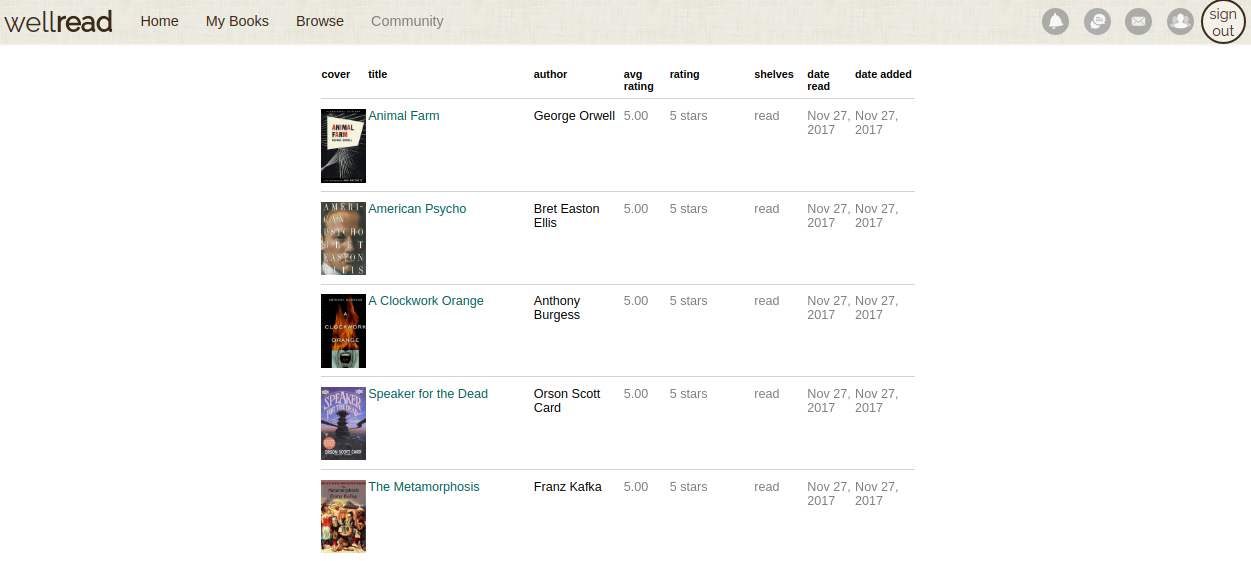 wellread Home My Books Browse Community sign out
cover title author avg rating rating shelves date read date added
ANIMAL FARM
Animal Farm George Orwell 5.00 5 stars read Nov 27, 2017 Nov 27, 2017
AMERI-
CAN
PSYCHO
BRET
EASTON
ELLIS
American Psycho Bret Easton Ellis 5.00 5 stars read Nov 27, 2017 Nov 27, 2017
A
CLOCKWORK
ORANGE
A Clockwork Orange Anthony Burgess 5.00 5 stars read Nov 27, 2017 Nov 27, 2017
SPEAKER
FOR THE DEAD
ORSON SCOTT CARD
Speaker for the Dead Orson Scott Card 5.00 5 stars read Nov 27, 2017 Nov 27, 2017
Metamorphosis
Franz Kafka
The Metamorphosis Franz Kafka 5.00 5 stars read Nov 27, 2017 Nov 27, 2017